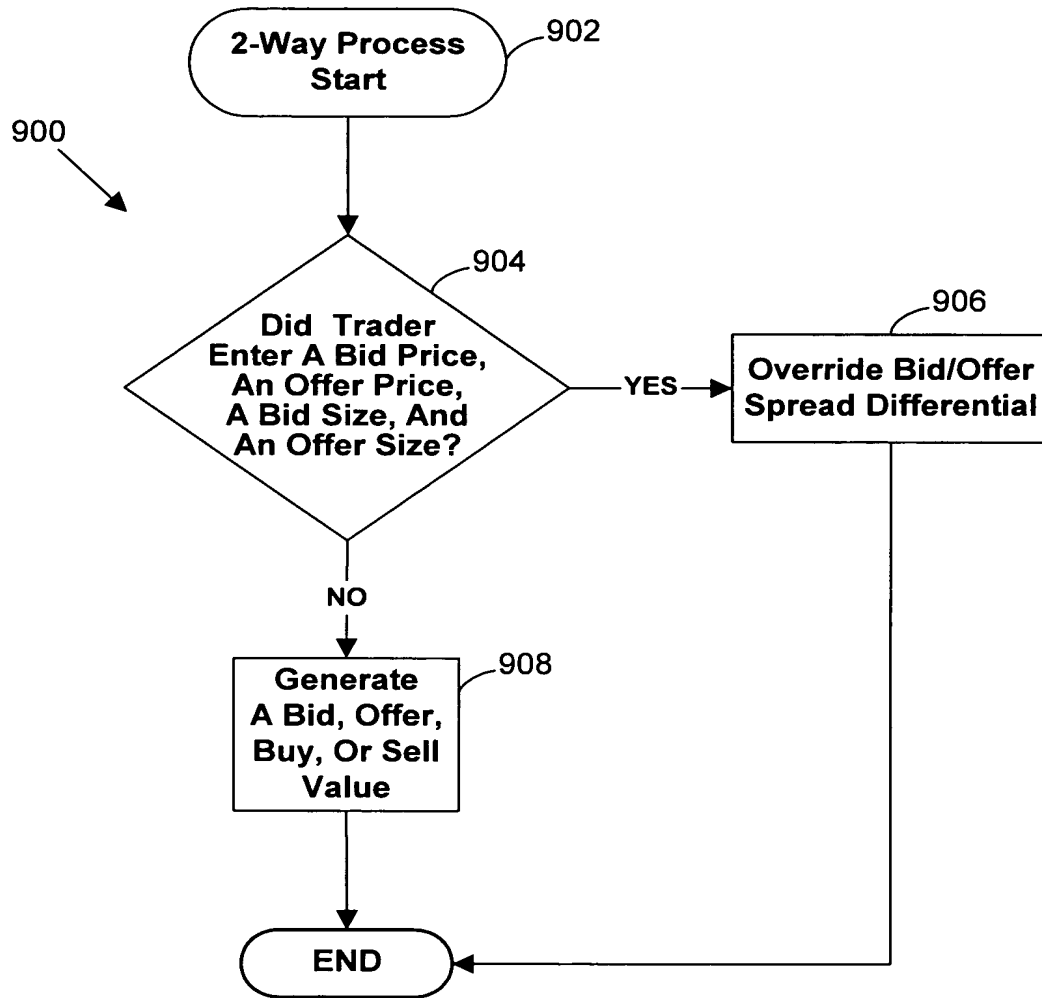 2-Way Process
Start
902
900
904
Did Trader
Enter A Bid Price,
An Offer Price,
A Bid Size, And
An Offer Size?
YES
906
Override Bid/Offer
Spread Differential
NO
908
Generate
A Bid, Offer,
Buy, Or Sell
Value
END